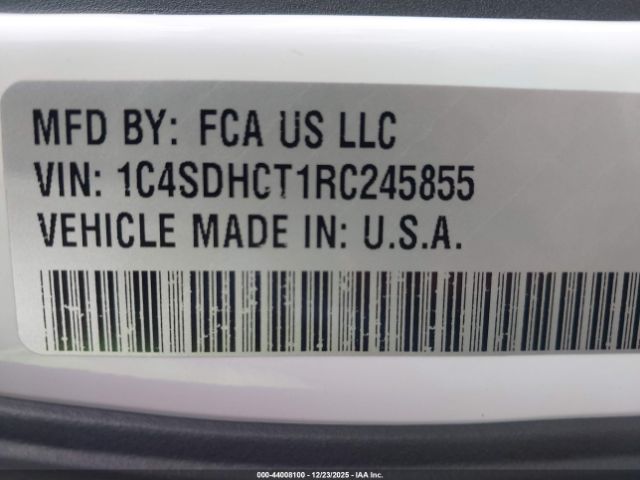 MFD BY: FCA US LLC
VIN: 1C4SDHCT1RC245855
VEHICLE MADE IN: U.S.A.
000-44008100 - 12/23/2025 - IAA Inc.